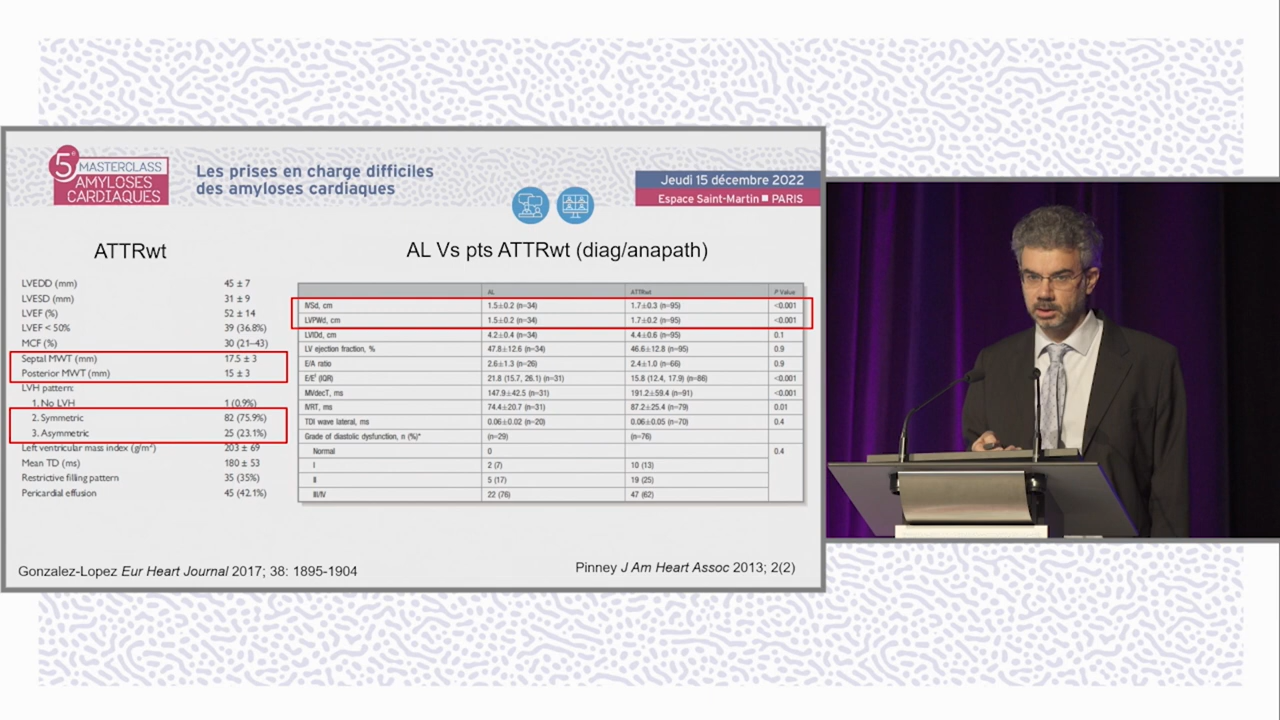 5e MASTERCLASS
AMYLOSES
CARDIAQUES
Les prises en charge difficiles
des amyloses cardiaques
Jeudi 15 décembre 2022
Espace Saint-Martin ■ PARIS
ATTRwt
LVEDD (mm) 45 ± 7
LVESD (mm) 31 ± 9
LVEF (%) 52 ± 14
LVEF < 50% 39 (36.8%)
MCF (%) 30 (21–43)
Septal MWT (mm) 17.5 ± 3
Posterior MWT (mm) 15 ± 3
LVH pattern:
1. No LVH 1 (0.9%)
2. Symmetric 82 (75.9%)
3. Asymmetric 25 (23.1%)
Left ventricular mass index (g/m²) 203 ± 69
Mean TD (ms) 180 ± 53
Restrictive filling pattern 35 (35%)
Pericardial effusion 45 (42.1%)
Gonzalez-Lopez Eur Heart Journal 2017; 38: 1895-1904
AL Vs pts ATTRwt (diag/anapath)
AL ATTRwt P Value
IVSd, cm 1.5±0.2 (n=34) 1.7±0.3 (n=95) <0.001
LVPWd, cm 1.5±0.2 (n=34) 1.7±0.2 (n=95) <0.001
LVIDd, cm 4.2±0.4 (n=34) 4.4±0.6 (n=95) 0.1
LV ejection fraction, % 47.8±12.6 (n=34) 46.6±12.8 (n=95) 0.9
E/A ratio 2.6±1.3 (n=26) 2.4±1.0 (n=66) 0.9
E/E' (IQR) 21.8 (15.7, 26.1) (n=31) 15.8 (12.4, 17.9) (n=86) <0.001
MVdecT, ms 147.9±42.5 (n=31) 191.2±59.4 (n=91) <0.001
IVRT, ms 74.4±20.7 (n=31) 87.2±25.4 (n=79) 0.01
TDI wave lateral, ms 0.06±0.02 (n=20) 0.06±0.05 (n=70) 0.4
Grade of diastolic dysfunction, n (%)* (n=29) (n=76)
Normal 0 0.4
I 2 (7) 10 (13)
II 5 (17) 19 (25)
III/IV 22 (76) 47 (62)
Pinney J Am Heart Assoc 2013; 2(2)